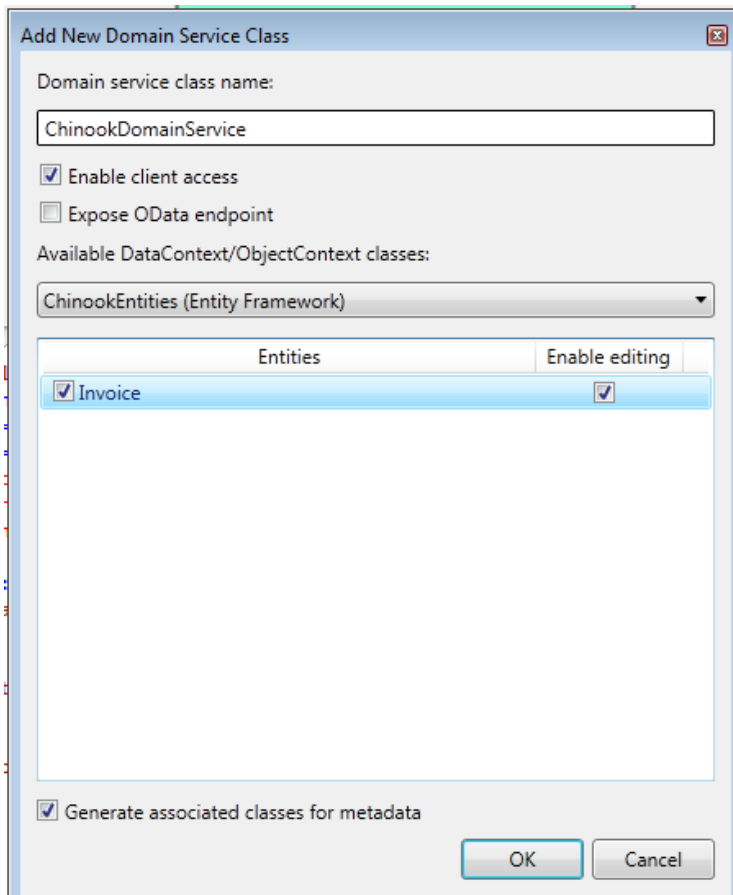 Add New Domain Service Class
Domain service class name:
ChinookDomainService
Enable client access
Expose OData endpoint
Available DataContext/ObjectContext classes:
ChinookEntities (Entity Framework)
Entities Enable editing
Invoice
Generate associated classes for metadata
OK Cancel